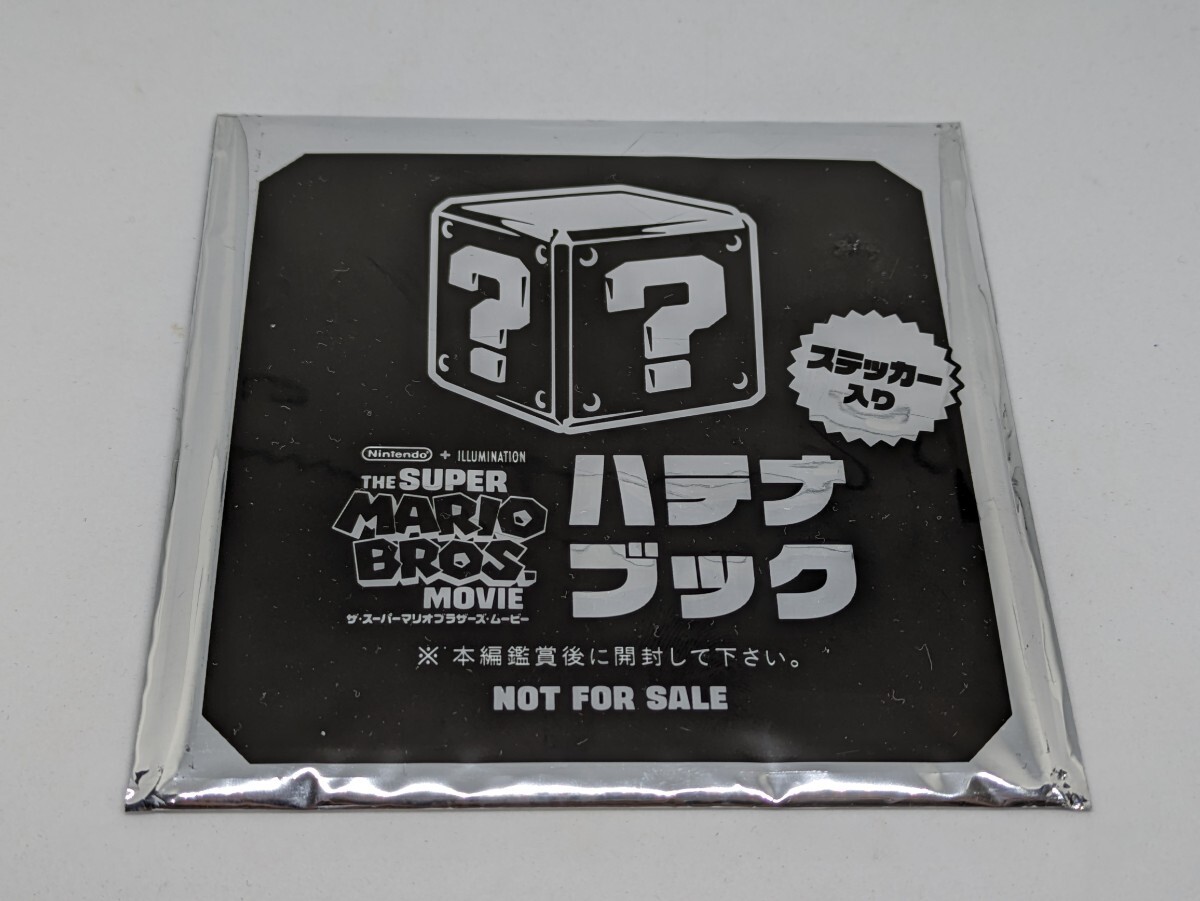 ? ?
ステッカー
入り
Nintendo + ILLUMINATION
THE SUPER
MARIO
BROS.
MOVIE
ザ・スーパーマリオブラザーズ・ムービー
ハテナ
ブック
※ 本編鑑賞後に開封して下さい。
NOT FOR SALE